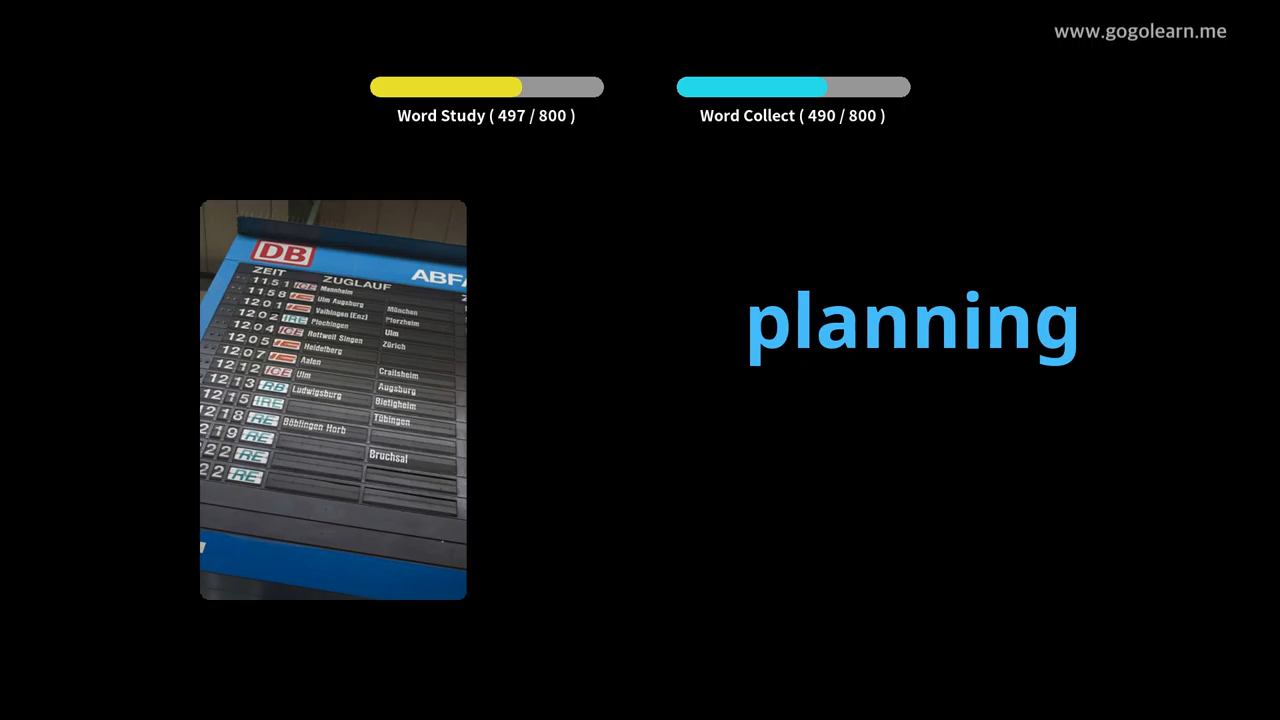 www.gogolearn.me
Word Study ( 497 / 800 )
Word Collect ( 490 / 800 )
planning
DB
ZEIT ZUGLAUF ABFA
1151 ICE Mannheim
1158 Ulm Augsburg München
1201 Vaihingen (Enz) Pforzheim
1202 IRE Plochingen Ulm
1204 ICE Rottweil Singen Zürich
1205 Heidelberg
1207 Aalen Crailsheim
1212 ICE Ulm Augsburg
1213 RB Ludwigsburg Bietigheim
1215 IRE Tübingen
1218 RE Böblingen Horb
219 RE
22 RE Bruchsal
22 RE